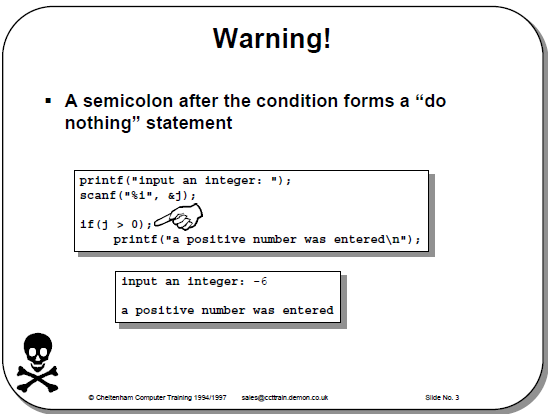 Warning!
▪ A semicolon after the condition forms a “do
nothing” statement
printf("input an integer: ");
scanf("%i", &j);
if(j > 0);
printf("a positive number was entered\n");
input an integer: -6
a positive number was entered
© Cheltenham Computer Training 1994/1997 sales@ccttrain.demon.co.uk Slide No. 3